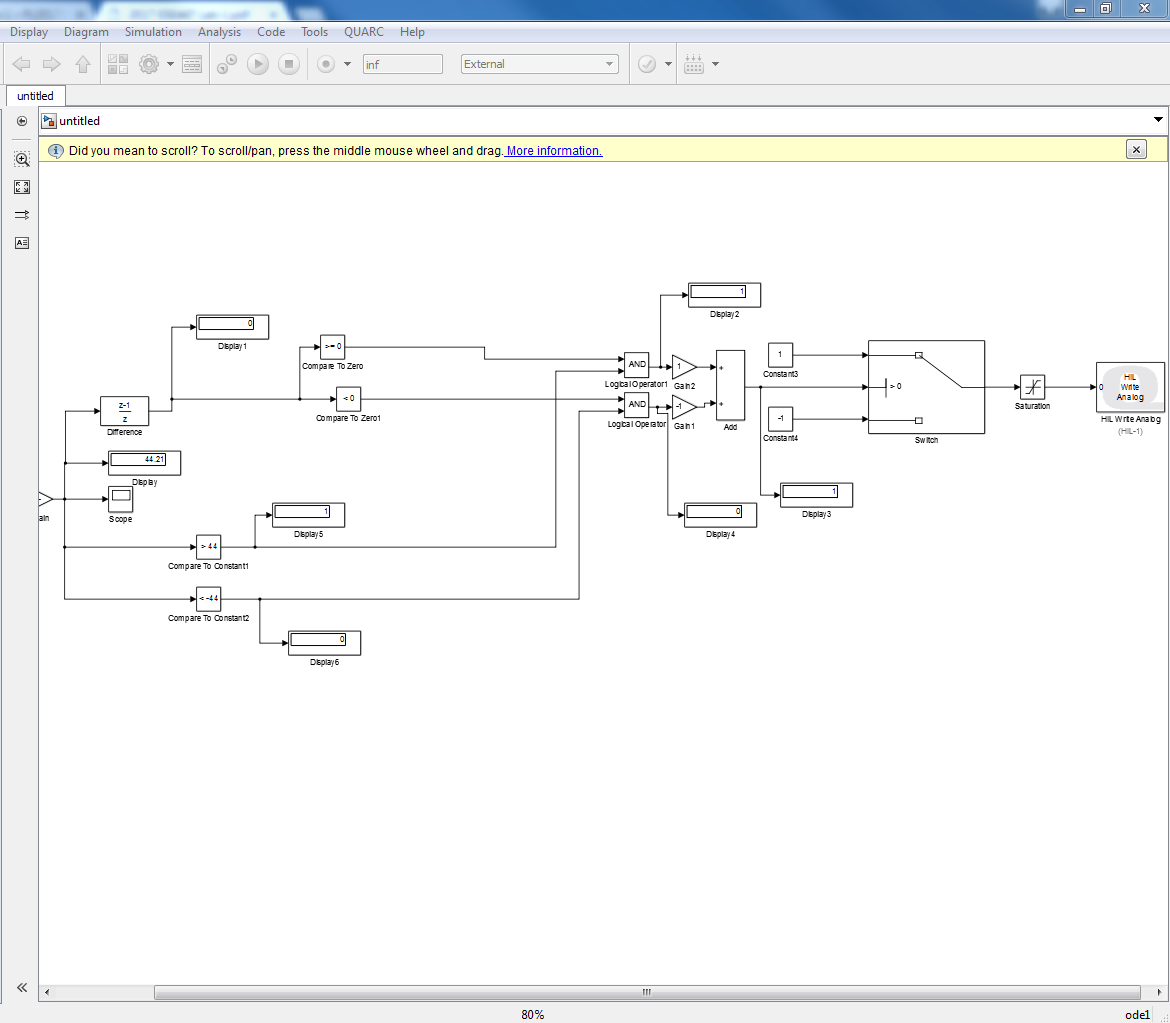 Display Diagram Simulation Analysis Code Tools QUARC Help
inf External
untitled
untitled
Did you mean to scroll? To scroll/pan, press the middle mouse wheel and drag. More information.
1
Display2
0
Display1
>= 0
Compare To Zero
AND
Logical Operator1
1
Gain2
+
+
Add
1
Constant3
> 0
Switch
Saturation
0
HIL
Write
Analog
HIL Write Analog
(HIL-1)
z-1
z
Difference
< 0
Compare To Zero1
AND
Logical Operator
-1
Gain1
-1
Constant4
44.21
Display
Scope
ain
1
Display5
1
Display3
0
Display4
> 44
Compare To Constant1
< -44
Compare To Constant2
0
Display6
80%
ode1